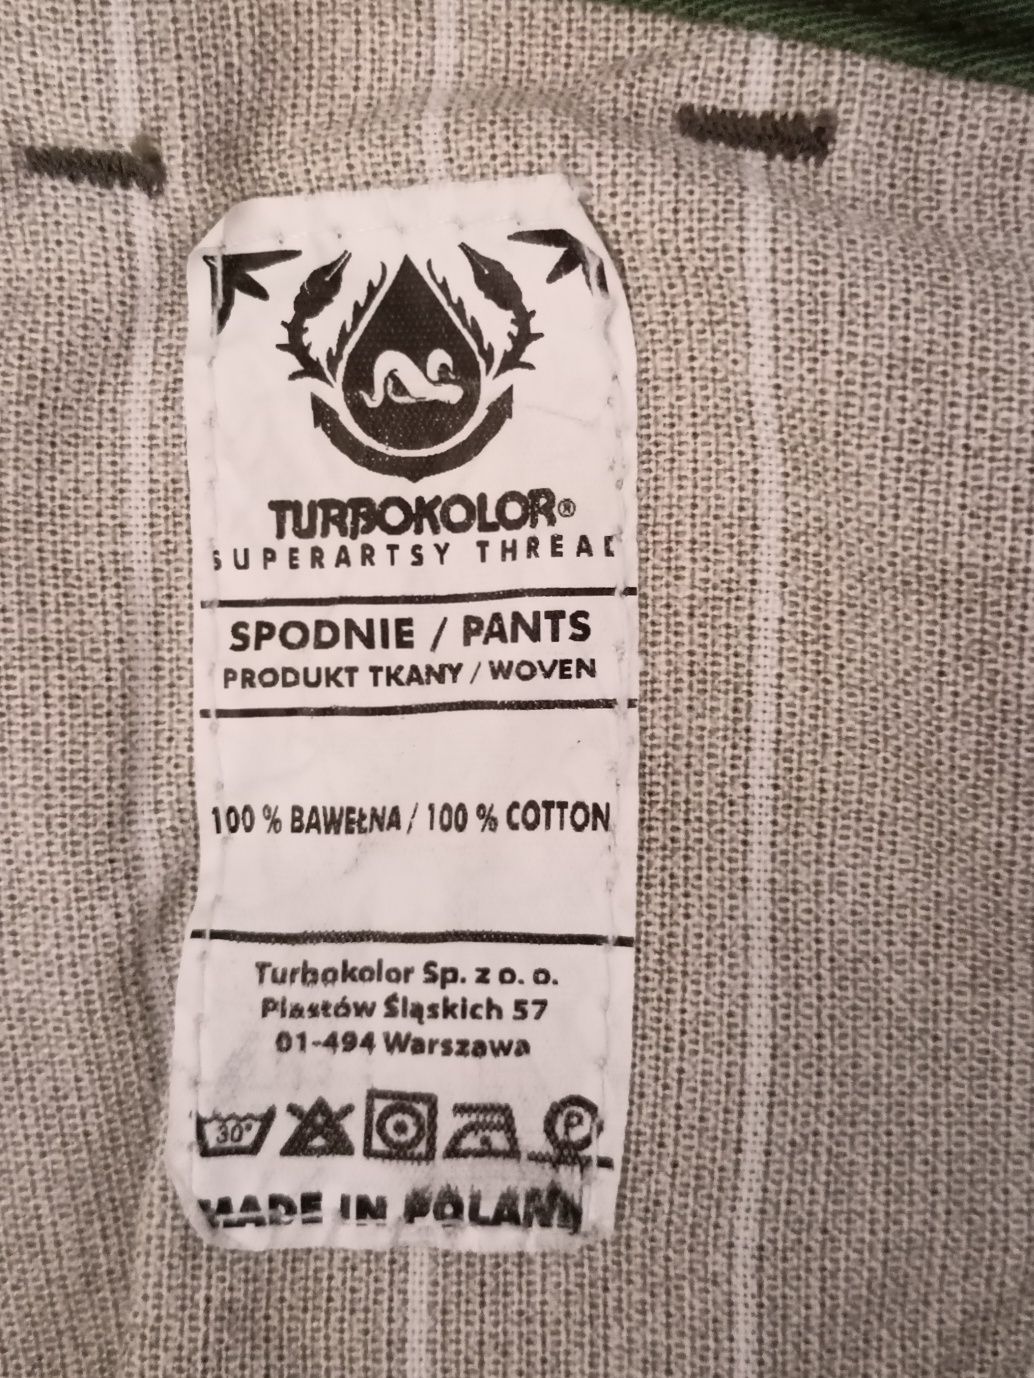 TURBOKOLOR®
SUPERARTSY THREAD
SPODNIE / PANTS
PRODUKT TKANY / WOVEN
100 % BAWEŁNA / 100 % COTTON
Turbokolor Sp. z o. o.
Piastów Śląskich 57
01-494 Warszawa
30° P
MADE IN POLAND